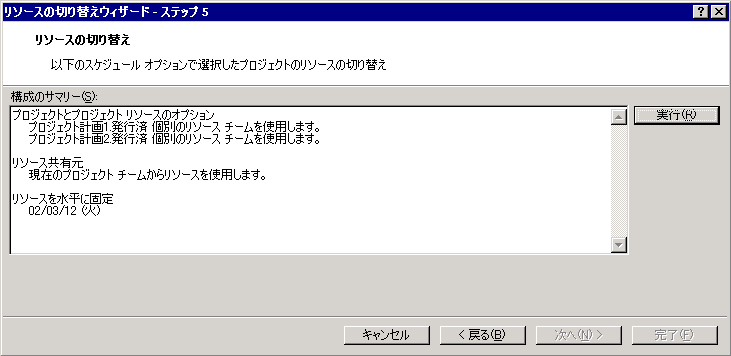 リソースの切り替えウィザード - ステップ 5
リソースの切り替え
以下のスケジュール オプションで選択したプロジェクトのリソースの切り替え
構成のサマリー(S):
プロジェクトとプロジェクト リソースのオプション
プロジェクト計画1.発行済 個別のリソース チームを使用します。
プロジェクト計画2.発行済 個別のリソース チームを使用します。
リソース共有元
現在のプロジェクト チームからリソースを使用します。
リソースを水平に固定
02/03/12 (火)
実行(R)
キャンセル
< 戻る(B)
次へ(N) >
完了(F)